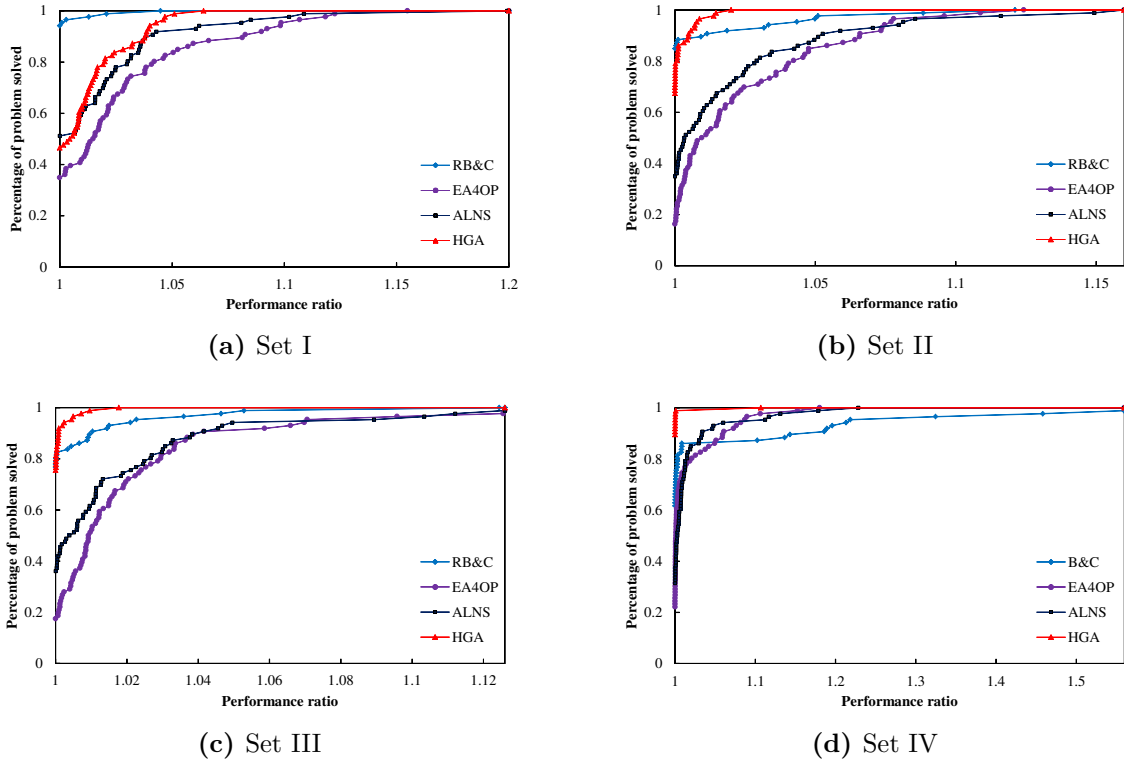 Percentage of problem solved
1
0.8
0.6
0.4
0.2
0
1
1.05
1.1
1.15
1.2
Performance ratio
RB&C
EA4OP
ALNS
HGA
(a) Set I
Percentage of problem solved
1
0.8
0.6
0.4
0.2
0
1
1.05
1.1
1.15
Performance ratio
RB&C
EA4OP
ALNS
HGA
(b) Set II
Percentage of problem solved
1
0.8
0.6
0.4
0.2
0
1
1.02
1.04
1.06
1.08
1.1
1.12
Performance ratio
RB&C
EA4OP
ALNS
HGA
(c) Set III
Percentage of problem solved
1
0.8
0.6
0.4
0.2
0
1
1.1
1.2
1.3
1.4
1.5
Performance ratio
B&C
EA4OP
ALNS
HGA
(d) Set IV